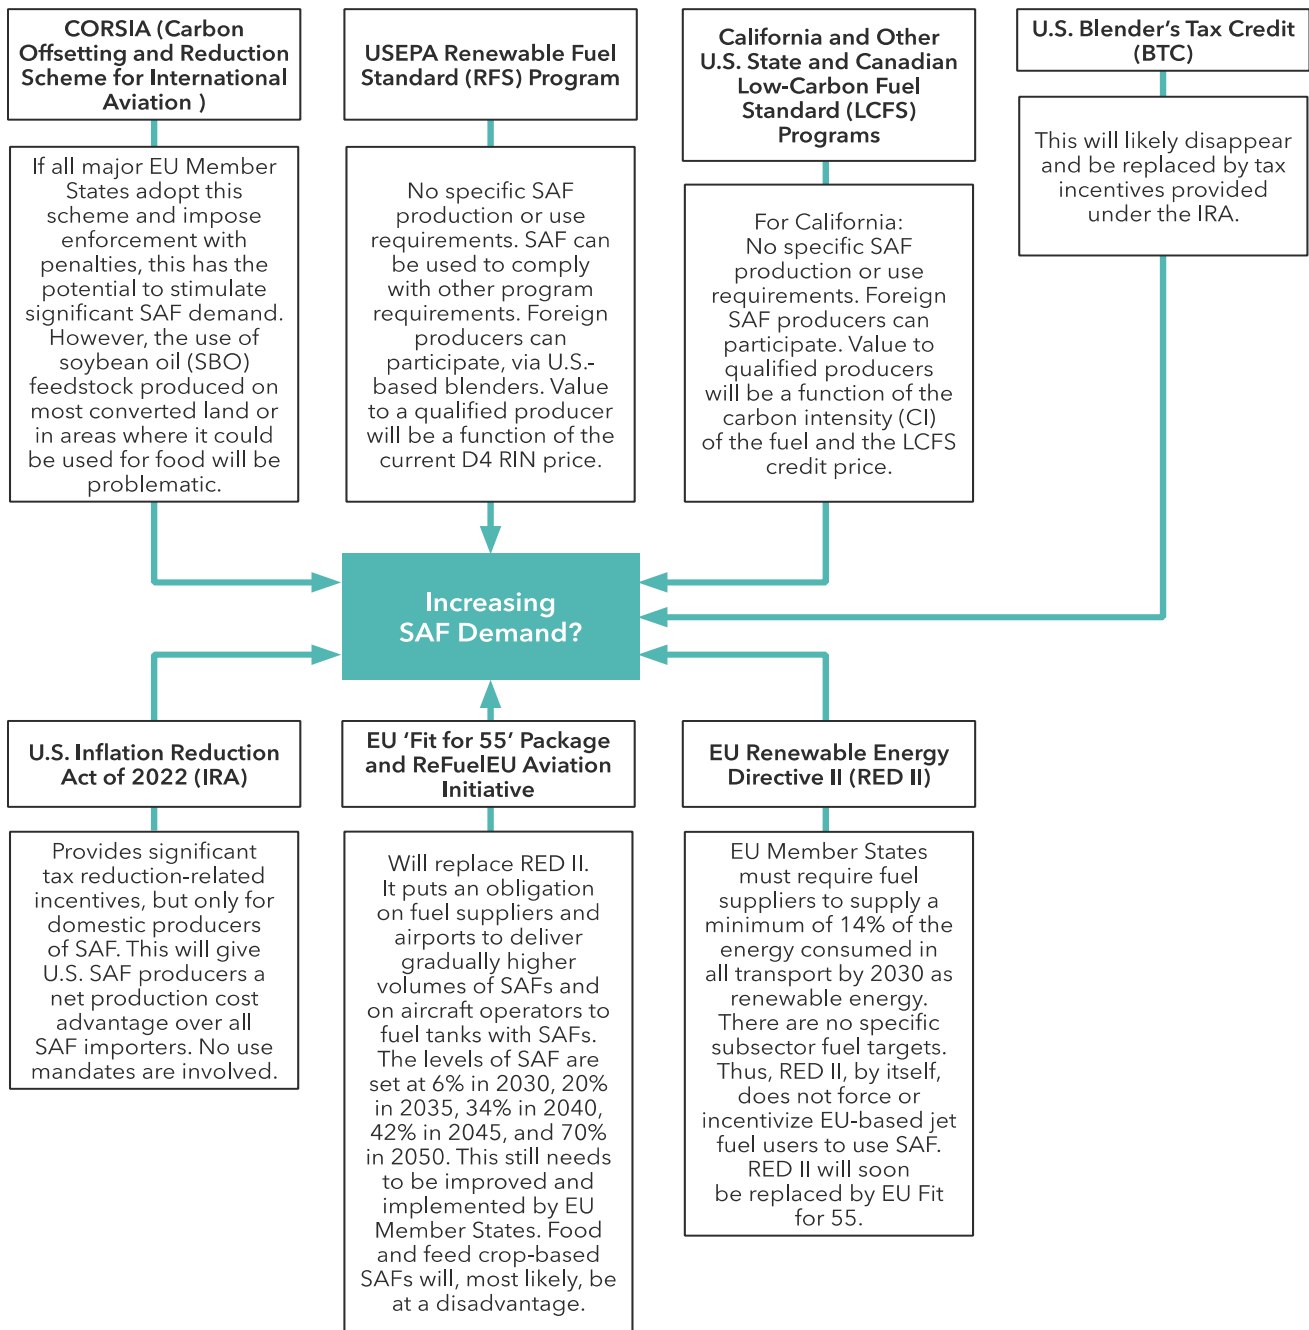 CORSIA (Carbon
Offsetting and Reduction
Scheme for International
Aviation )
If all major EU Member
States adopt this
scheme and impose
enforcement with
penalties, this has the
potential to stimulate
significant SAF demand.
However, the use of
soybean oil (SBO)
feedstock produced on
most converted land or
in areas where it could
be used for food will be
problematic.
USEPA Renewable Fuel
Standard (RFS) Program
No specific SAF
production or use
requirements. SAF can
be used to comply
with other program
requirements. Foreign
producers can
participate, via U.S.-
based blenders. Value
to a qualified producer
will be a function of the
current D4 RIN price.
California and Other
U.S. State and Canadian
Low-Carbon Fuel
Standard (LCFS)
Programs
For California:
No specific SAF
production or use
requirements. Foreign
SAF producers can
participate. Value to
qualified producers
will be a function of the
carbon intensity (CI)
of the fuel and the LCFS
credit price.
U.S. Blender's Tax Credit
(BTC)
This will likely disappear
and be replaced by tax
incentives provided
under the IRA.
Increasing
SAF Demand?
U.S. Inflation Reduction
Act of 2022 (IRA)
Provides significant
tax reduction-related
incentives, but only for
domestic producers
of SAF. This will give
U.S. SAF producers a
net production cost
advantage over all
SAF importers. No use
mandates are involved.
EU 'Fit for 55' Package
and ReFuelEU Aviation
Initiative
Will replace RED II.
It puts an obligation
on fuel suppliers and
airports to deliver
gradually higher
volumes of SAFs and
on aircraft operators to
fuel tanks with SAFs.
The levels of SAF are
set at 6% in 2030, 20%
in 2035, 34% in 2040,
42% in 2045, and 70%
in 2050. This still needs
to be improved and
implemented by EU
Member States. Food
and feed crop-based
SAFs will, most likely, be
at a disadvantage.
EU Renewable Energy
Directive II (RED II)
EU Member States
must require fuel
suppliers to supply a
minimum of 14% of the
energy consumed in
all transport by 2030 as
renewable energy.
There are no specific
subsector fuel targets.
Thus, RED II, by itself,
does not force or
incentivize EU-based jet
fuel users to use SAF.
RED II will soon
be replaced by EU Fit
for 55.